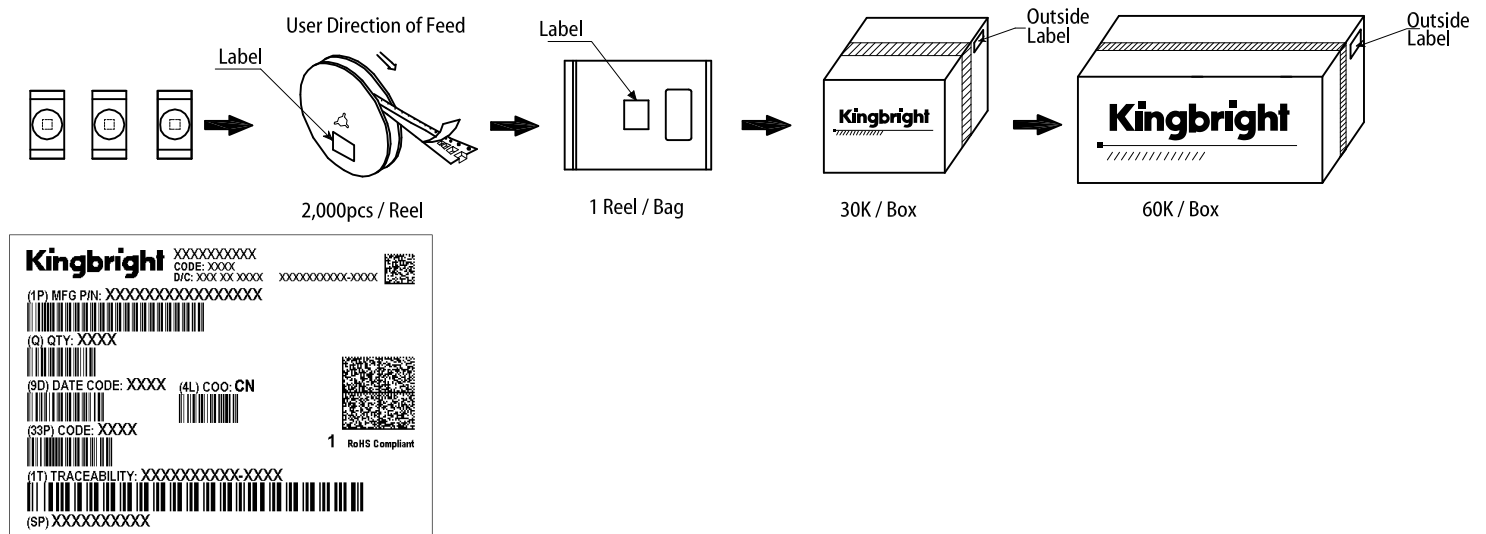 User Direction of Feed
Label
Label
Outside
Label
Outside
Label
Kingbright
Kingbright
2,000pcs / Reel
1 Reel / Bag
30K / Box
60K / Box
Kingbright
XXXXXXXXXX
CODE: XXXX
D/C: XXX XX XXXX
XXXXXXXXXX-XXXX
(1P) MFG P/N: XXXXXXXXXXXXXXXX
(Q) QTY: XXXX
(9D) DATE CODE: XXXX
(4L) COO: CN
(33P) CODE: XXXX
1
RoHS Compliant
(1T) TRACEABILITY: XXXXXXXXXX-XXXX
(SP) XXXXXXXXXX